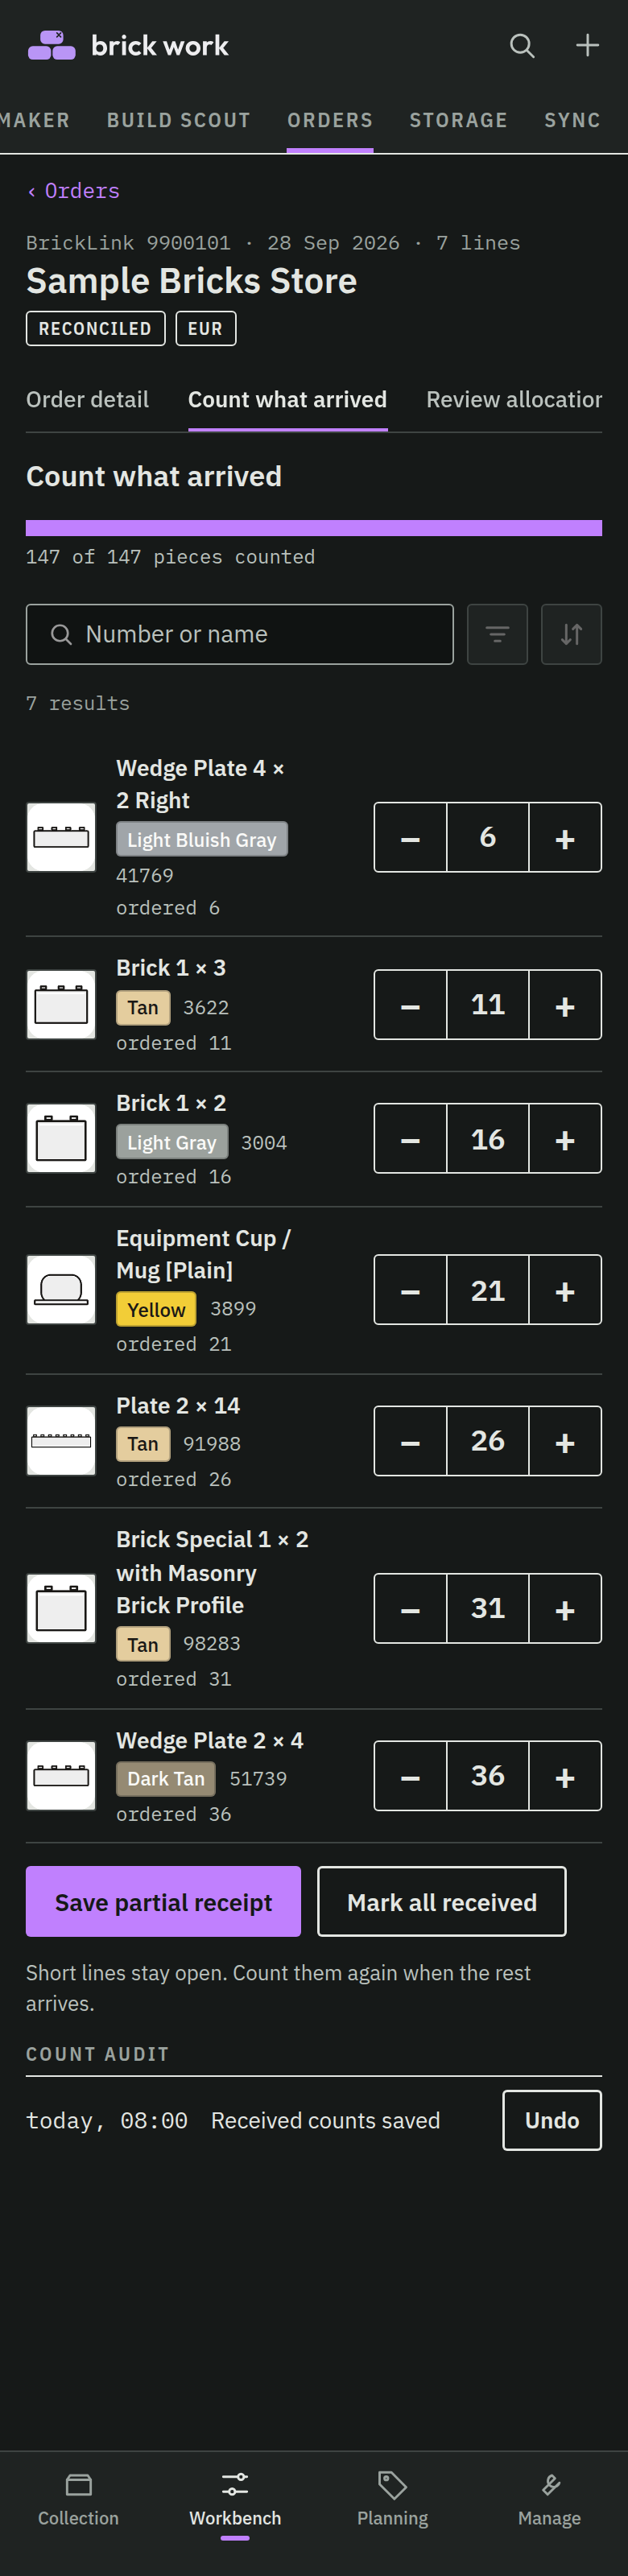 brick work
MAKER BUILD SCOUT ORDERS STORAGE SYNC
‹ Orders
BrickLink 9900101 · 28 Sep 2026 · 7 lines
Sample Bricks Store
RECONCILED EUR
Order detail Count what arrived Review allocation
Count what arrived
147 of 147 pieces counted
Number or name
7 results
Wedge Plate 4 ×
2 Right
Light Bluish Gray
41769
ordered 6
− 6 +
Brick 1 × 3
Tan 3622
ordered 11
− 11 +
Brick 1 × 2
Light Gray 3004
ordered 16
− 16 +
Equipment Cup /
Mug [Plain]
Yellow 3899
ordered 21
− 21 +
Plate 2 × 14
Tan 91988
ordered 26
− 26 +
Brick Special 1 × 2
with Masonry
Brick Profile
Tan 98283
ordered 31
− 31 +
Wedge Plate 2 × 4
Dark Tan 51739
ordered 36
− 36 +
Save partial receipt Mark all received
Short lines stay open. Count them again when the rest
arrives.
COUNT AUDIT
today, 08:00 Received counts saved Undo
Collection Workbench Planning Manage